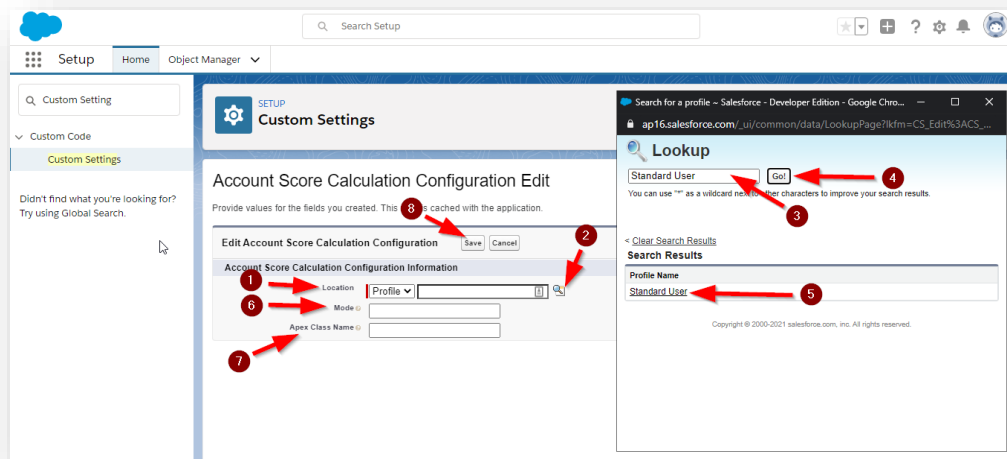 Search Setup
Setup
Home
Object Manager
Custom Setting
Custom Code
Custom Settings
Didn't find what you're looking for?
Try using Global Search.
SETUP
Custom Settings
Account Score Calculation Configuration Edit
Provide values for the fields you created. This is cached with the application.
8
Edit Account Score Calculation Configuration
Save
Cancel
2
Account Score Calculation Configuration Information
1
Location
Profile
6
Mode
Apex Class Name
7
Search for a profile ~ Salesforce - Developer Edition - Google Chro...
ap16.salesforce.com/_ui/common/data/LookupPage?lkfm=CS_Edit%3ACS_...
Lookup
Standard User
Go!
4
You can use "*" as a wildcard next to other characters to improve your search results.
3
< Clear Search Results
Search Results
Profile Name
Standard User
5
Copyright © 2000-2021 salesforce.com, inc. All rights reserved.